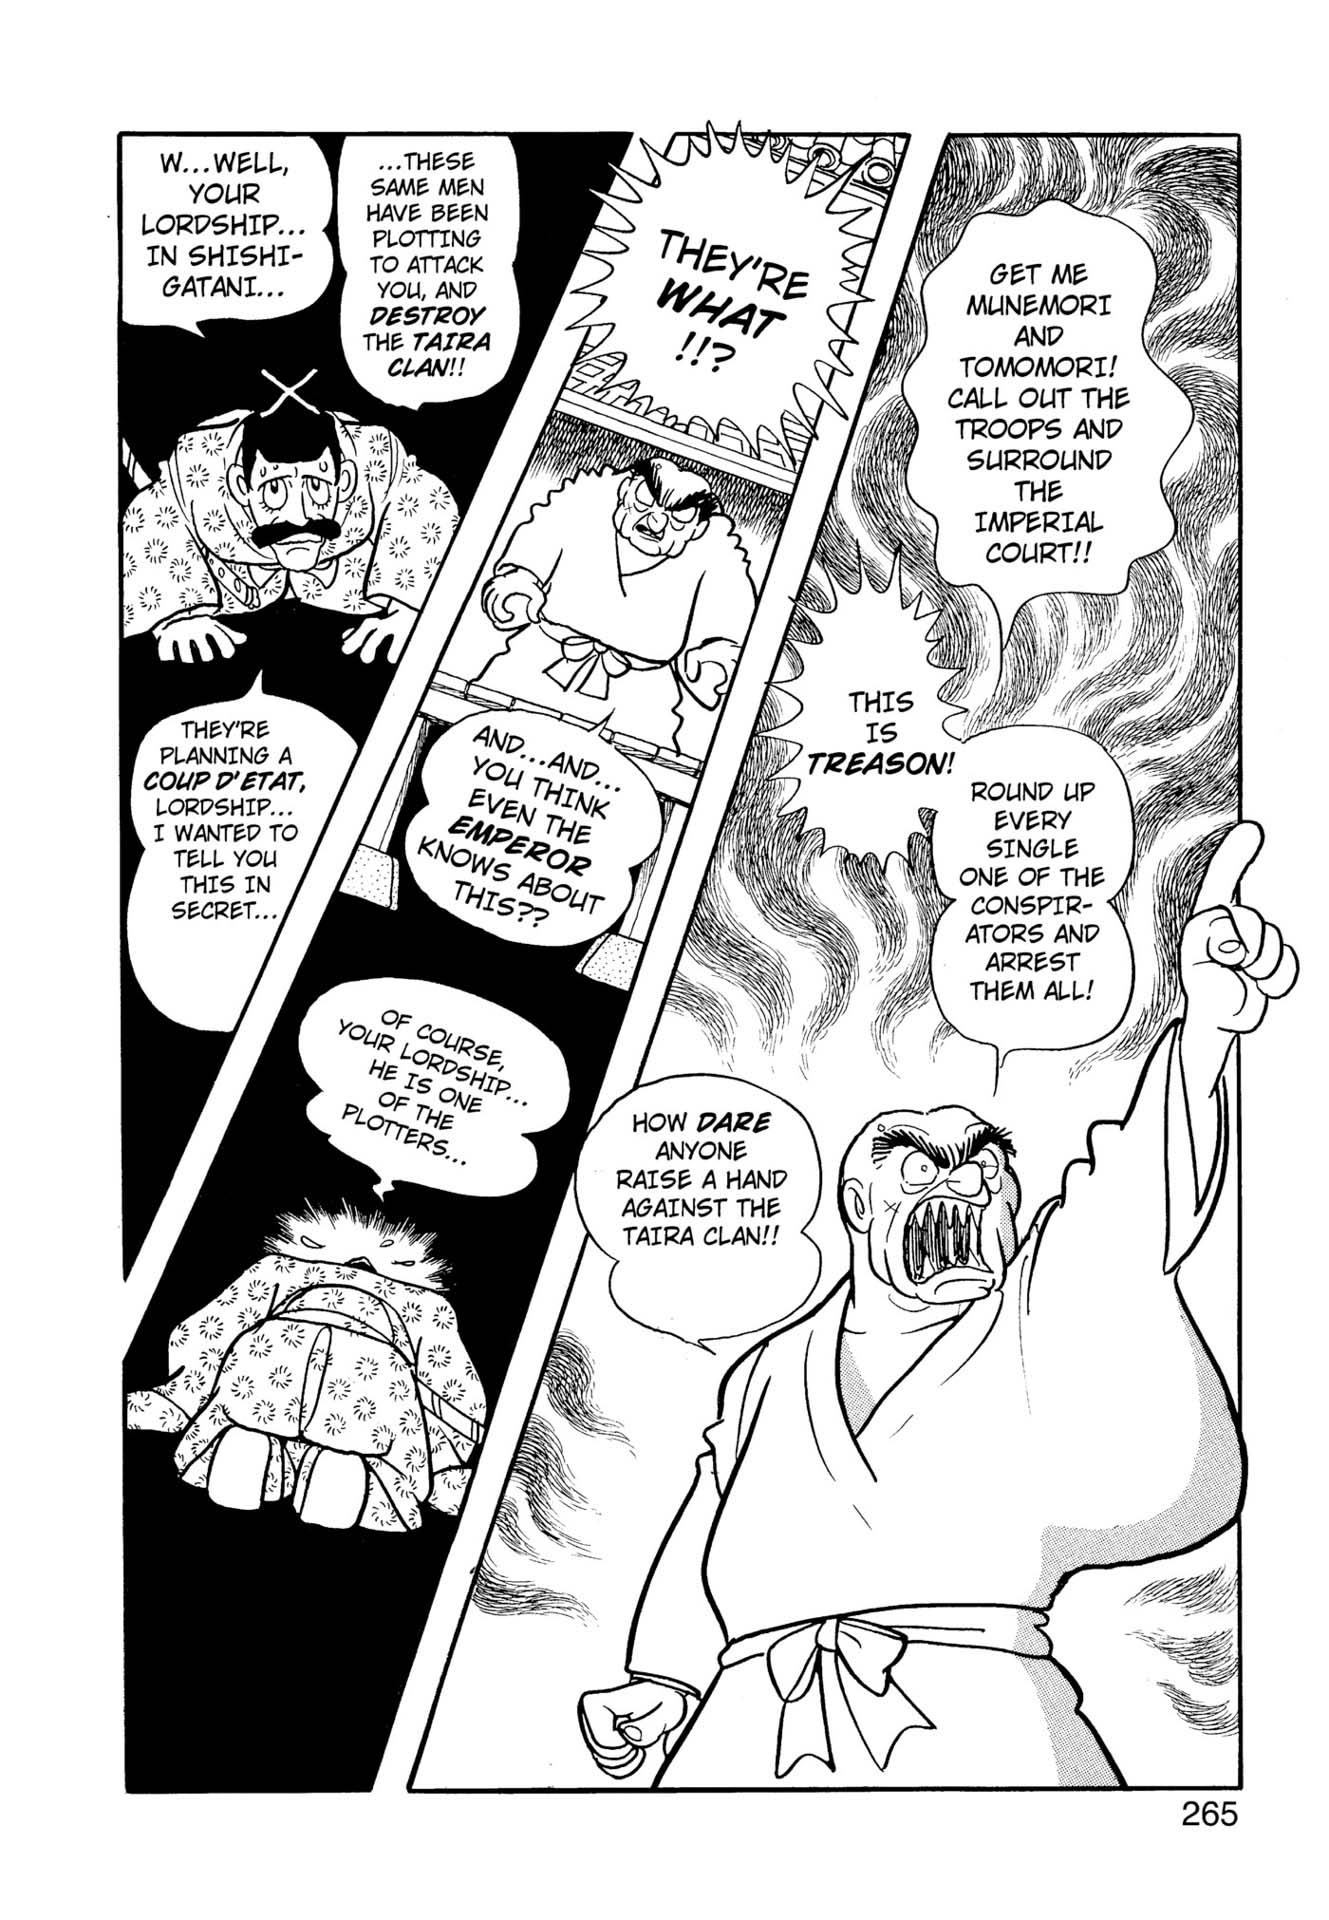 W...WELL,
YOUR
LORDSHIP...
IN SHISHI-
GATANI...
...THESE
SAME MEN
HAVE BEEN
PLOTTING
TO ATTACK
YOU, AND
DESTROY
THE TAIRA
CLAN!!
THEY'RE
PLANNING A
COUP D'ETAT,
LORDSHIP...
I WANTED TO
TELL YOU
THIS IN
SECRET...
THEY'RE
WHAT
!!?
AND...AND...
YOU THINK
EVEN THE
EMPEROR
KNOWS ABOUT
THIS??
OF COURSE,
YOUR LORDSHIP...
HE IS ONE
OF THE
PLOTTERS...
GET ME
MUNEMORI
AND
TOMOMORI!
CALL OUT THE
TROOPS AND
SURROUND
THE
IMPERIAL
COURT!!
THIS
IS
TREASON!
ROUND UP
EVERY
SINGLE
ONE OF THE
CONSPIR-
ATORS AND
ARREST
THEM ALL!
HOW DARE
ANYONE
RAISE A HAND
AGAINST THE
TAIRA CLAN!!
265